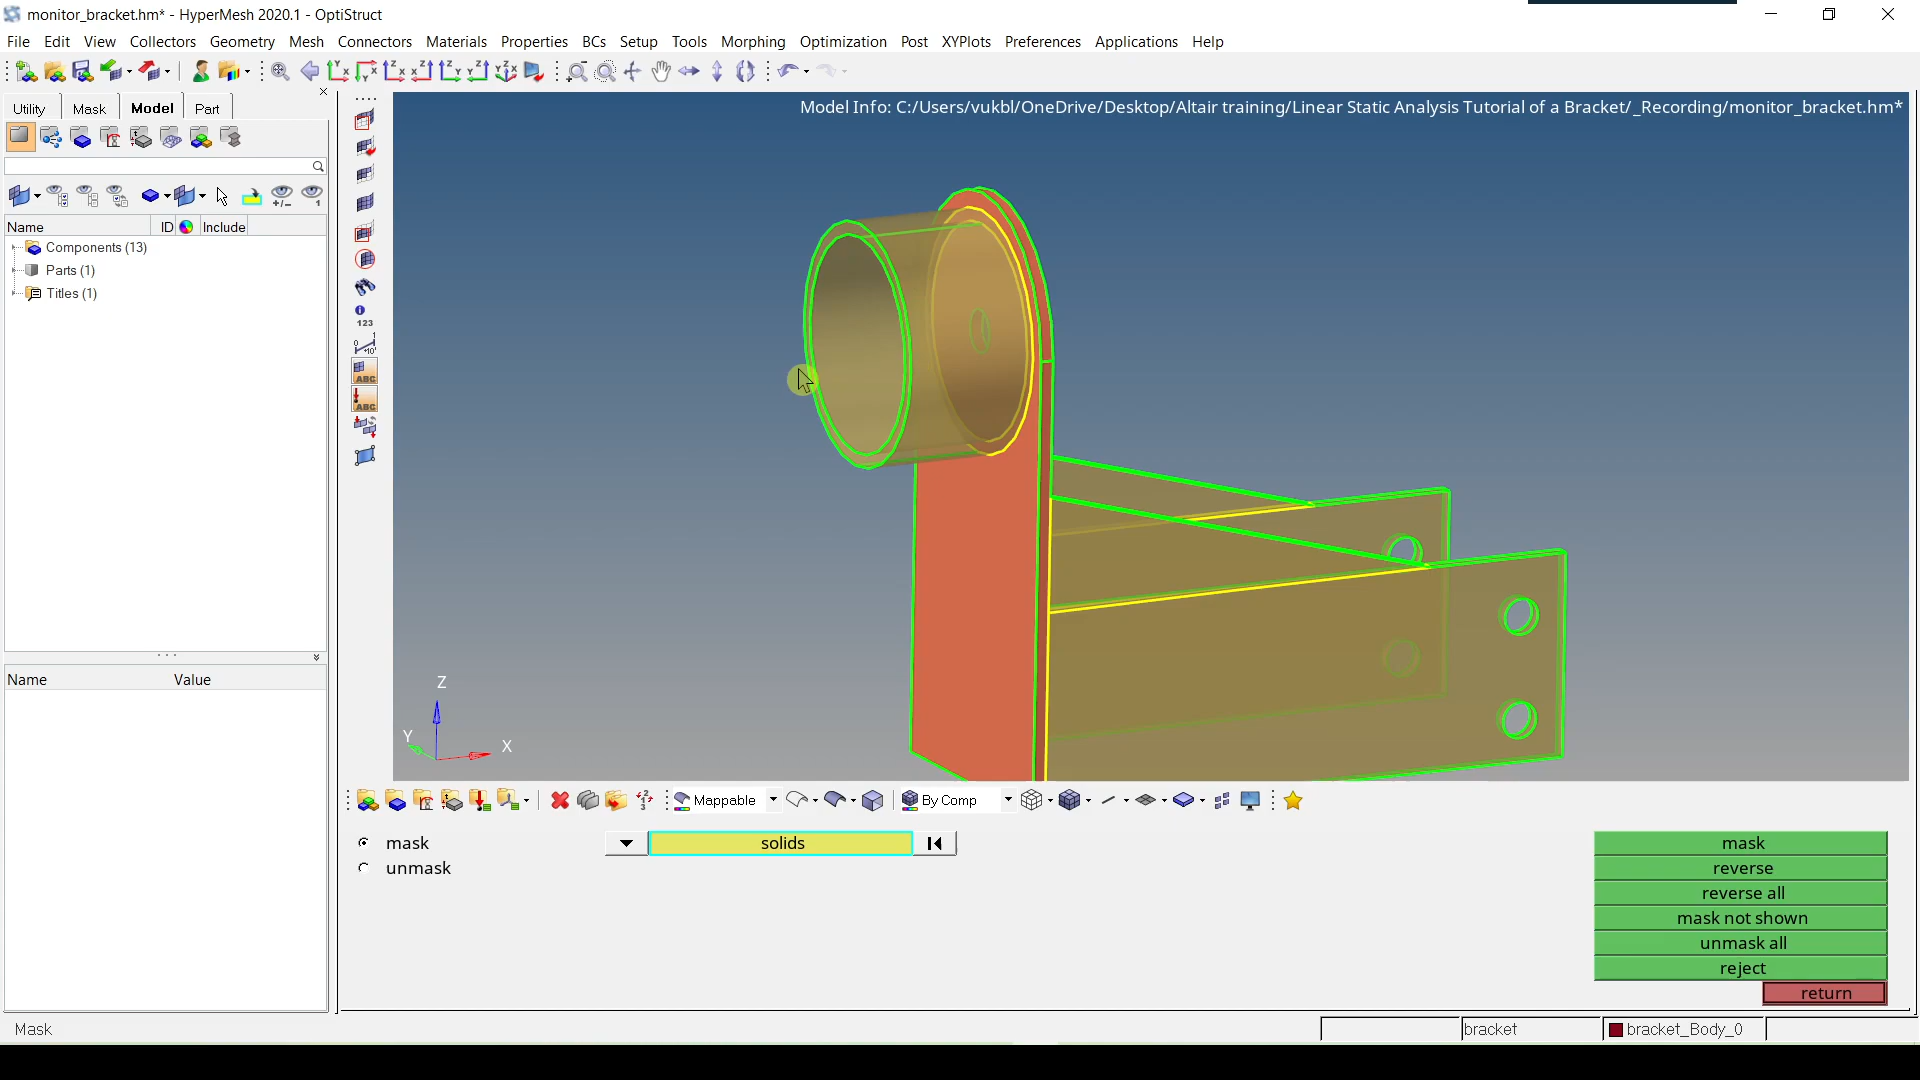 monitor_bracket.hm* - HyperMesh 2020.1 - OptiStruct
File Edit View Collectors Geometry Mesh Connectors Materials Properties BCs Setup Tools Morphing Optimization Post XYPlots Preferences Applications Help
Utility Mask Model Part
Model Info: C:/Users/vukbl/OneDrive/Desktop/Altair training/Linear Static Analysis Tutorial of a Bracket/_Recording/monitor_bracket.hm*
Name ID Include
Components (13)
Parts (1)
Titles (1)
123
ABC
ABC
Name Value
Z
Y
X
Mappable By Comp
mask solids mask
unmask reverse
reverse all
mask not shown
unmask all
reject
return
Mask bracket bracket_Body_0